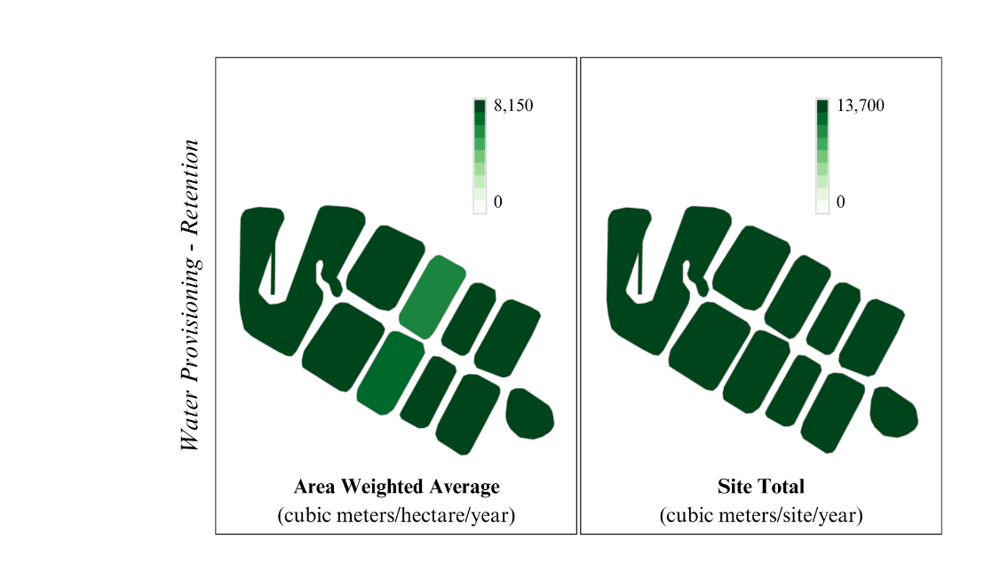 Water Provisioning - Retention
8,150
0
Area Weighted Average
(cubic meters/hectare/year)
13,700
0
Site Total
(cubic meters/site/year)